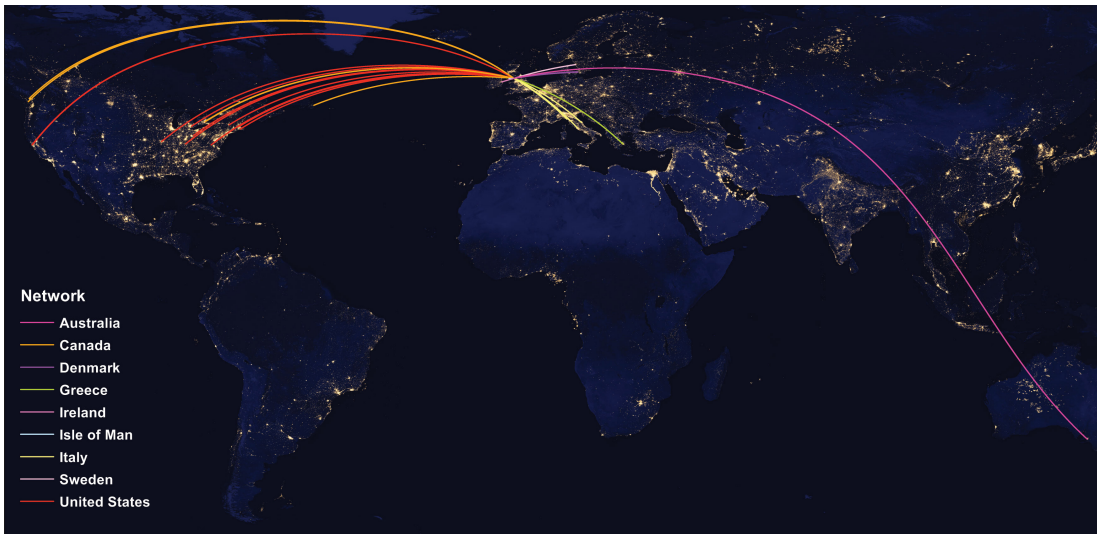 Network
Australia
Canada
Denmark
Greece
Ireland
Isle of Man
Italy
Sweden
United States